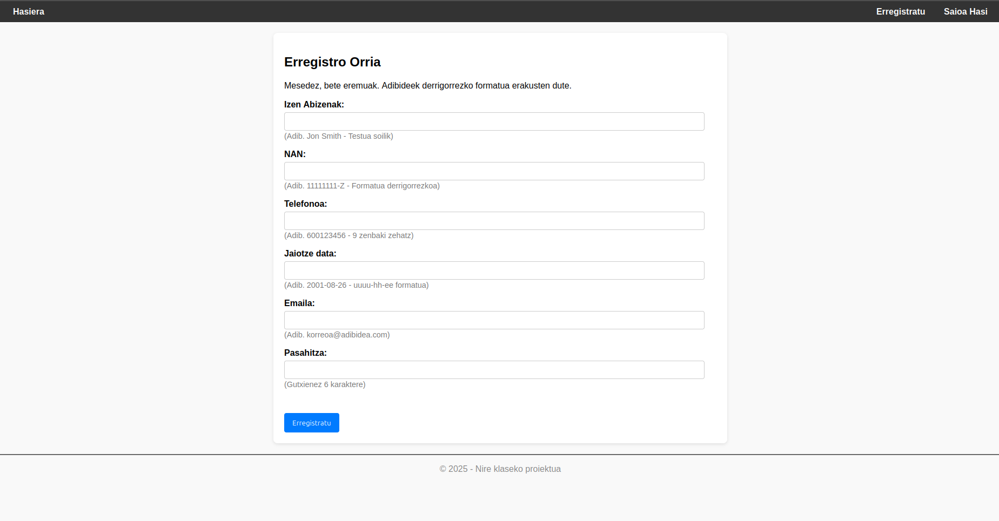 Hasiera Erregistratu Saioa Hasi
Erregistro Orria
Mesedez, bete eremuak. Adibideek derrigorrezko formatua erakusten dute.
Izen Abizenak:
(Adib. Jon Smith - Testua soilik)
NAN:
(Adib. 11111111-Z - Formatua derrigorrezkoa)
Telefonoa:
(Adib. 600123456 - 9 zenbaki zehatz)
Jaiotze data:
(Adib. 2001-08-26 - uuuu-hh-ee formatua)
Emaila:
(Adib. korreoa@adibidea.com)
Pasahitza:
(Gutxienez 6 karaktere)
Erregistratu
© 2025 - Nire klaseko proiektua